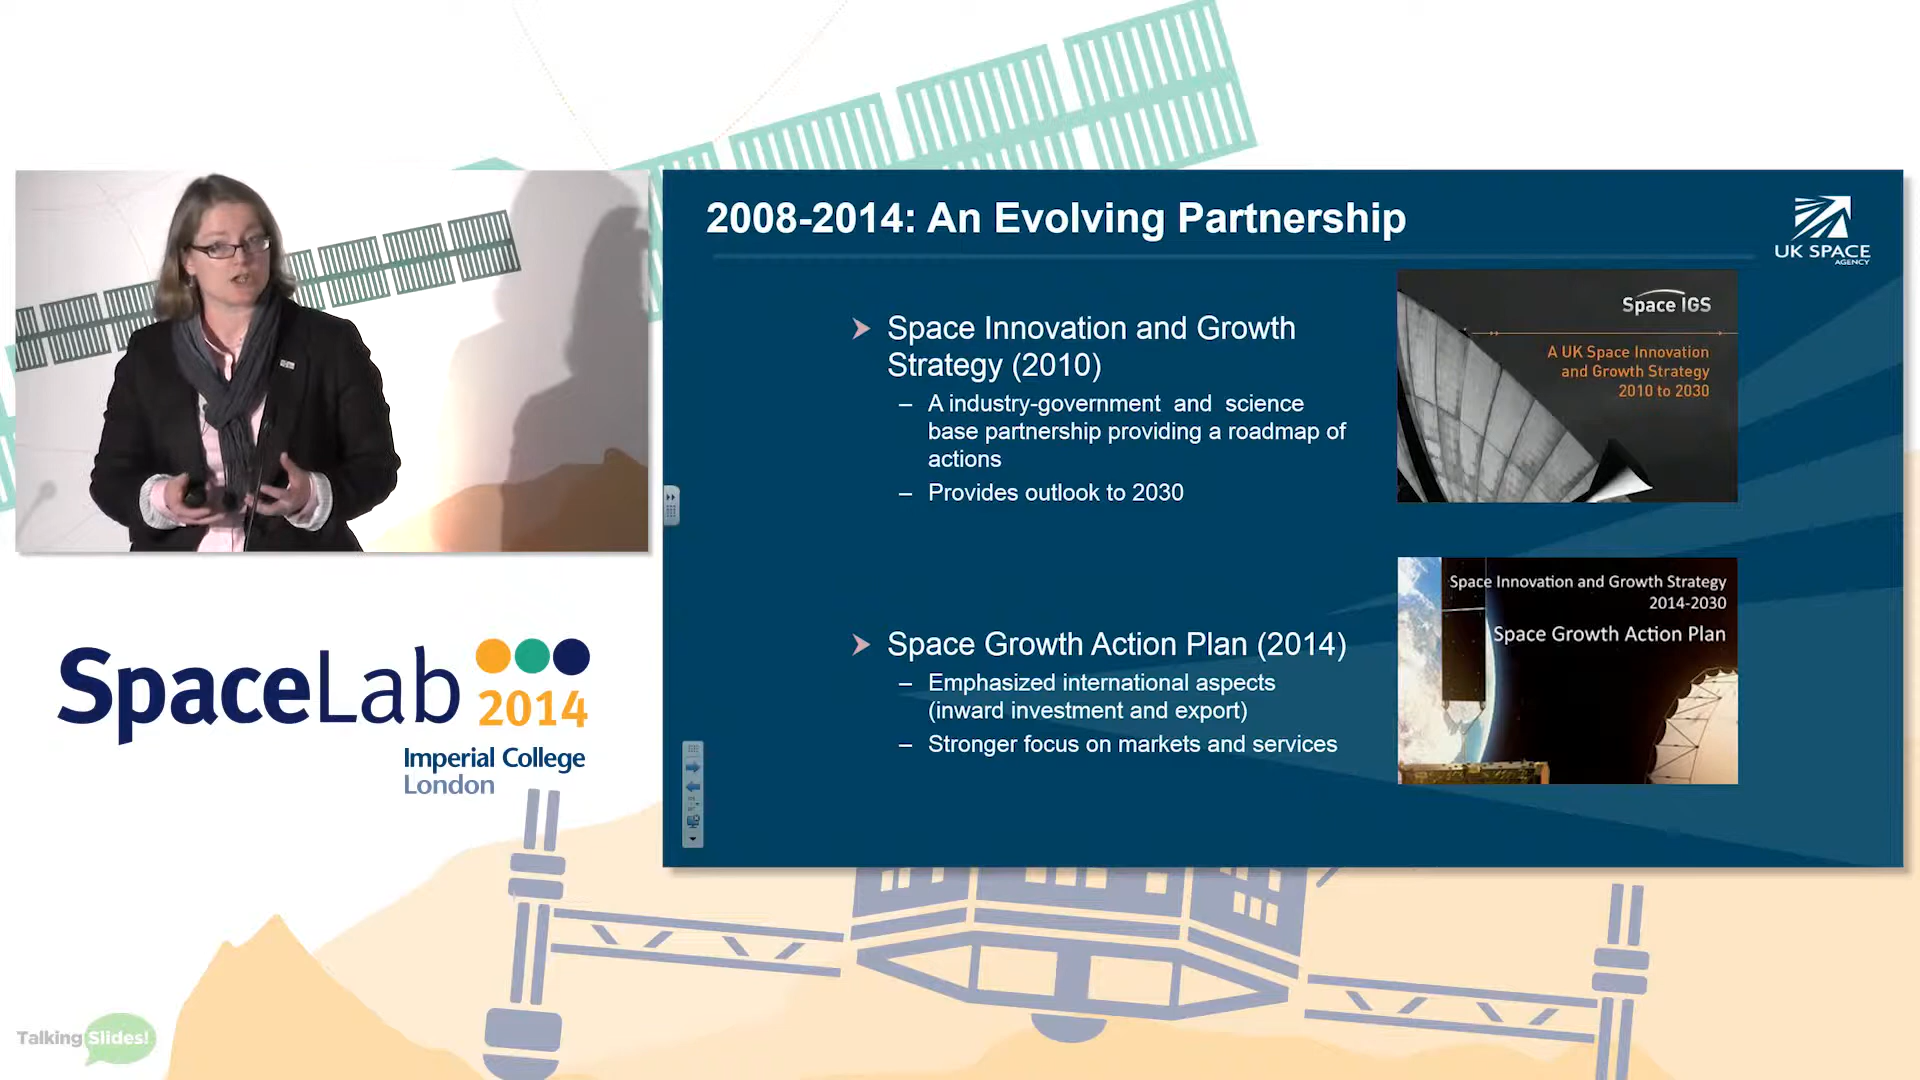 2008-2014: An Evolving Partnership
UK SPACE
AGENCY
Space Innovation and Growth
Strategy (2010)
– A industry-government and science
base partnership providing a roadmap of
actions
– Provides outlook to 2030
Space IGS
A UK Space Innovation
and Growth Strategy
2010 to 2030
Space Growth Action Plan (2014)
– Emphasized international aspects
(inward investment and export)
– Stronger focus on markets and services
Space Innovation and Growth Strategy
2014-2030
Space Growth Action Plan
SpaceLab
2014
Imperial College
London
Talking Slides!